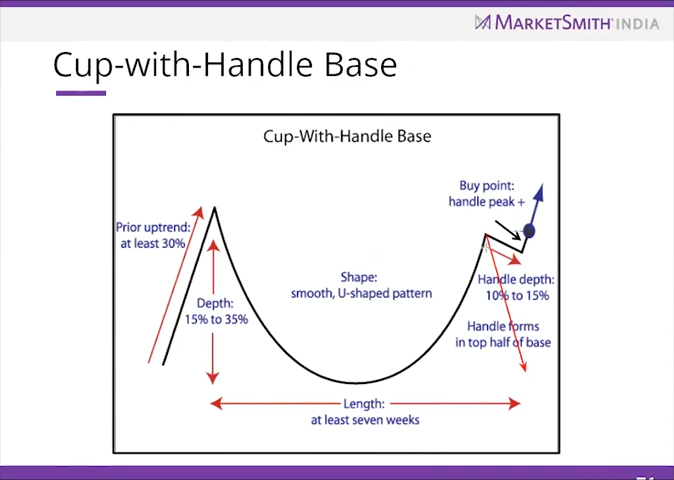 MARKETSMITH INDIA
Cup-with-Handle Base
Cup-With-Handle Base
Buy point:
handle peak +
Prior uptrend:
at least 30%
Depth:
15% to 35%
Shape:
smooth, U-shaped pattern
Handle depth:
10% to 15%
Handle forms
in top half of base
Length:
at least seven weeks